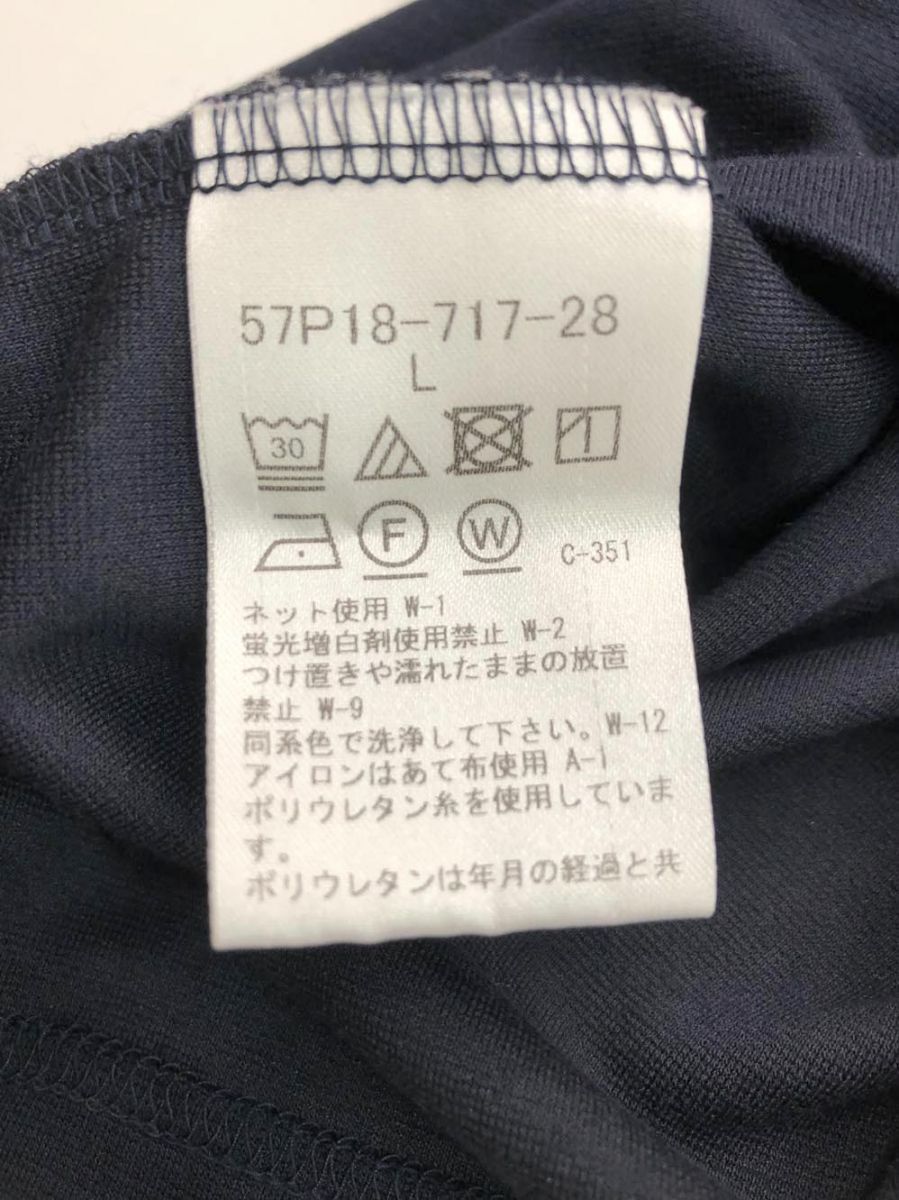 57P18-717-28
L
30
F W C-351
ネット使用 W-1
蛍光増白剤使用禁止 W-2
つけ置きや濡れたままの放置
禁止 W-9
同系色で洗浄して下さい。W-12
アイロンはあて布使用 A-1
ポリウレタン糸を使用していま
す。
ポリウレタンは年月の経過と共